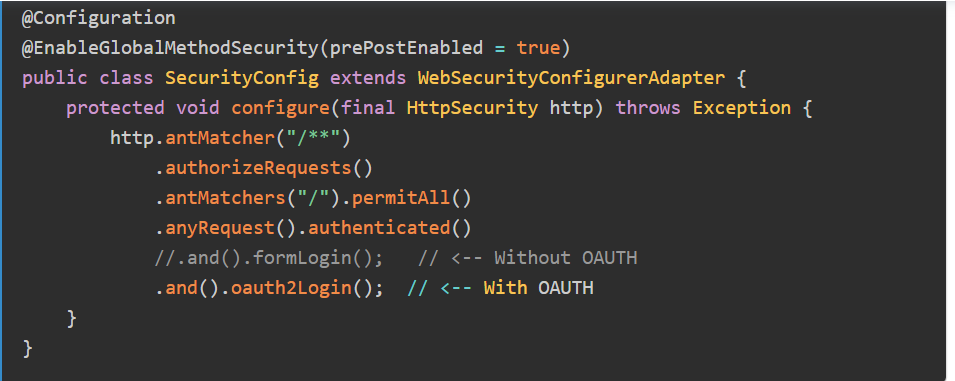 @Configuration
@EnableGlobalMethodSecurity(prePostEnabled = true)
public class SecurityConfig extends WebSecurityConfigurerAdapter {
    protected void configure(final HttpSecurity http) throws Exception {
        http.antMatcher("/**")
            .authorizeRequests()
            .antMatchers("/").permitAll()
            .anyRequest().authenticated()
            //.and().formLogin();   // <-- Without OAUTH
            .and().oauth2Login();  // <-- With OAUTH
    }
}